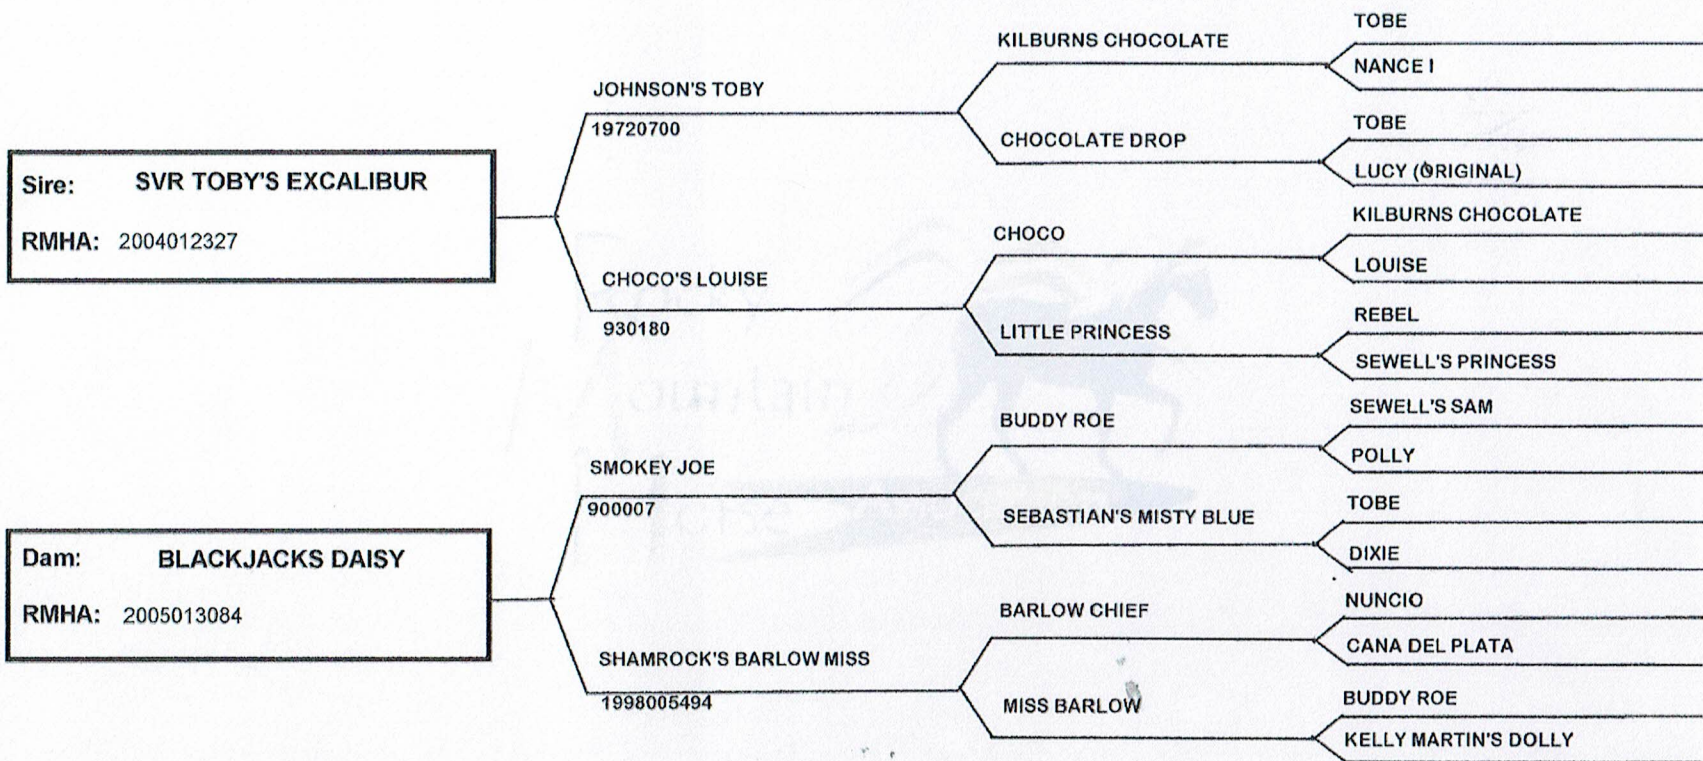 Sire: SVR TOBY'S EXCALIBUR
RMHA: 2004012327
Dam: BLACKJACKS DAISY
RMHA: 2005013084
JOHNSON'S TOBY
19720700
CHOCO'S LOUISE
930180
SMOKEY JOE
900007
SHAMROCK'S BARLOW MISS
1998005494
KILBURNS CHOCOLATE
CHOCOLATE DROP
CHOCO
LITTLE PRINCESS
BUDDY ROE
SEBASTIAN'S MISTY BLUE
BARLOW CHIEF
MISS BARLOW
TOBE
NANCE I
TOBE
LUCY (ORIGINAL)
KILBURNS CHOCOLATE
LOUISE
REBEL
SEWELL'S PRINCESS
SEWELL'S SAM
POLLY
TOBE
DIXIE
NUNCIO
CANA DEL PLATA
BUDDY ROE
KELLY MARTIN'S DOLLY